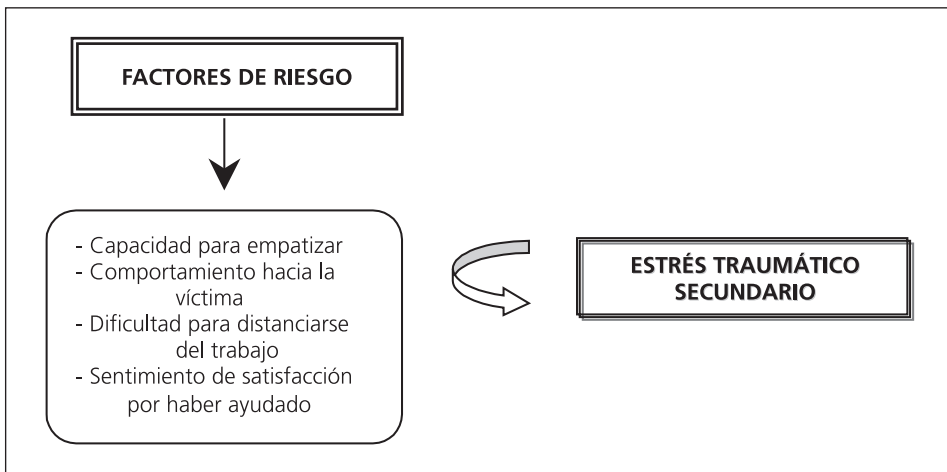 FACTORES DE RIESGO
- Capacidad para empatizar
- Comportamiento hacia la
víctima
- Dificultad para distanciarse
del trabajo
- Sentimiento de satisfacción
por haber ayudado
ESTRÉS TRAUMÁTICO
SECUNDARIO